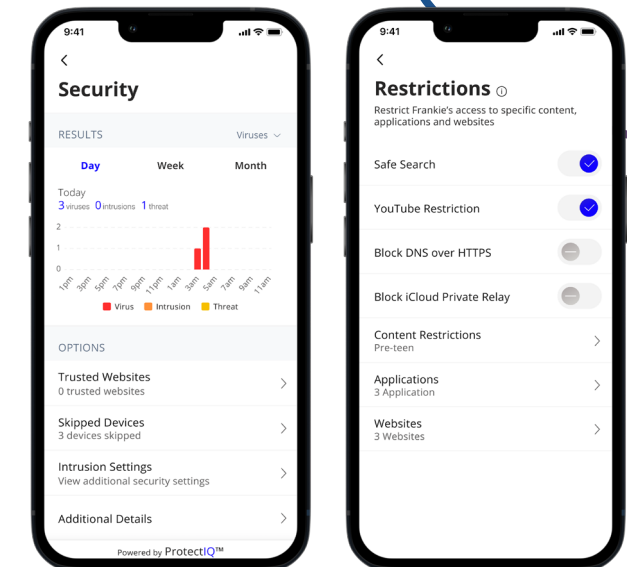 9:41
Security
RESULTS
Viruses
Day Week Month
Today
3 viruses 0 intrusions 1 threat
2
1
0
1pm 3pm 5pm 7pm 9pm 11pm 1am 3am 5am 7am 9am 11am
Virus Intrusion Threat
OPTIONS
Trusted Websites
0 trusted websites
Skipped Devices
3 devices skipped
Intrusion Settings
View additional security settings
Additional Details
Powered by ProtectIQ™
9:41
Restrictions
Restrict Frankie's access to specific content,
applications and websites
Safe Search
YouTube Restriction
Block DNS over HTTPS
Block iCloud Private Relay
Content Restrictions
Pre-teen
Applications
3 Application
Websites
3 Websites